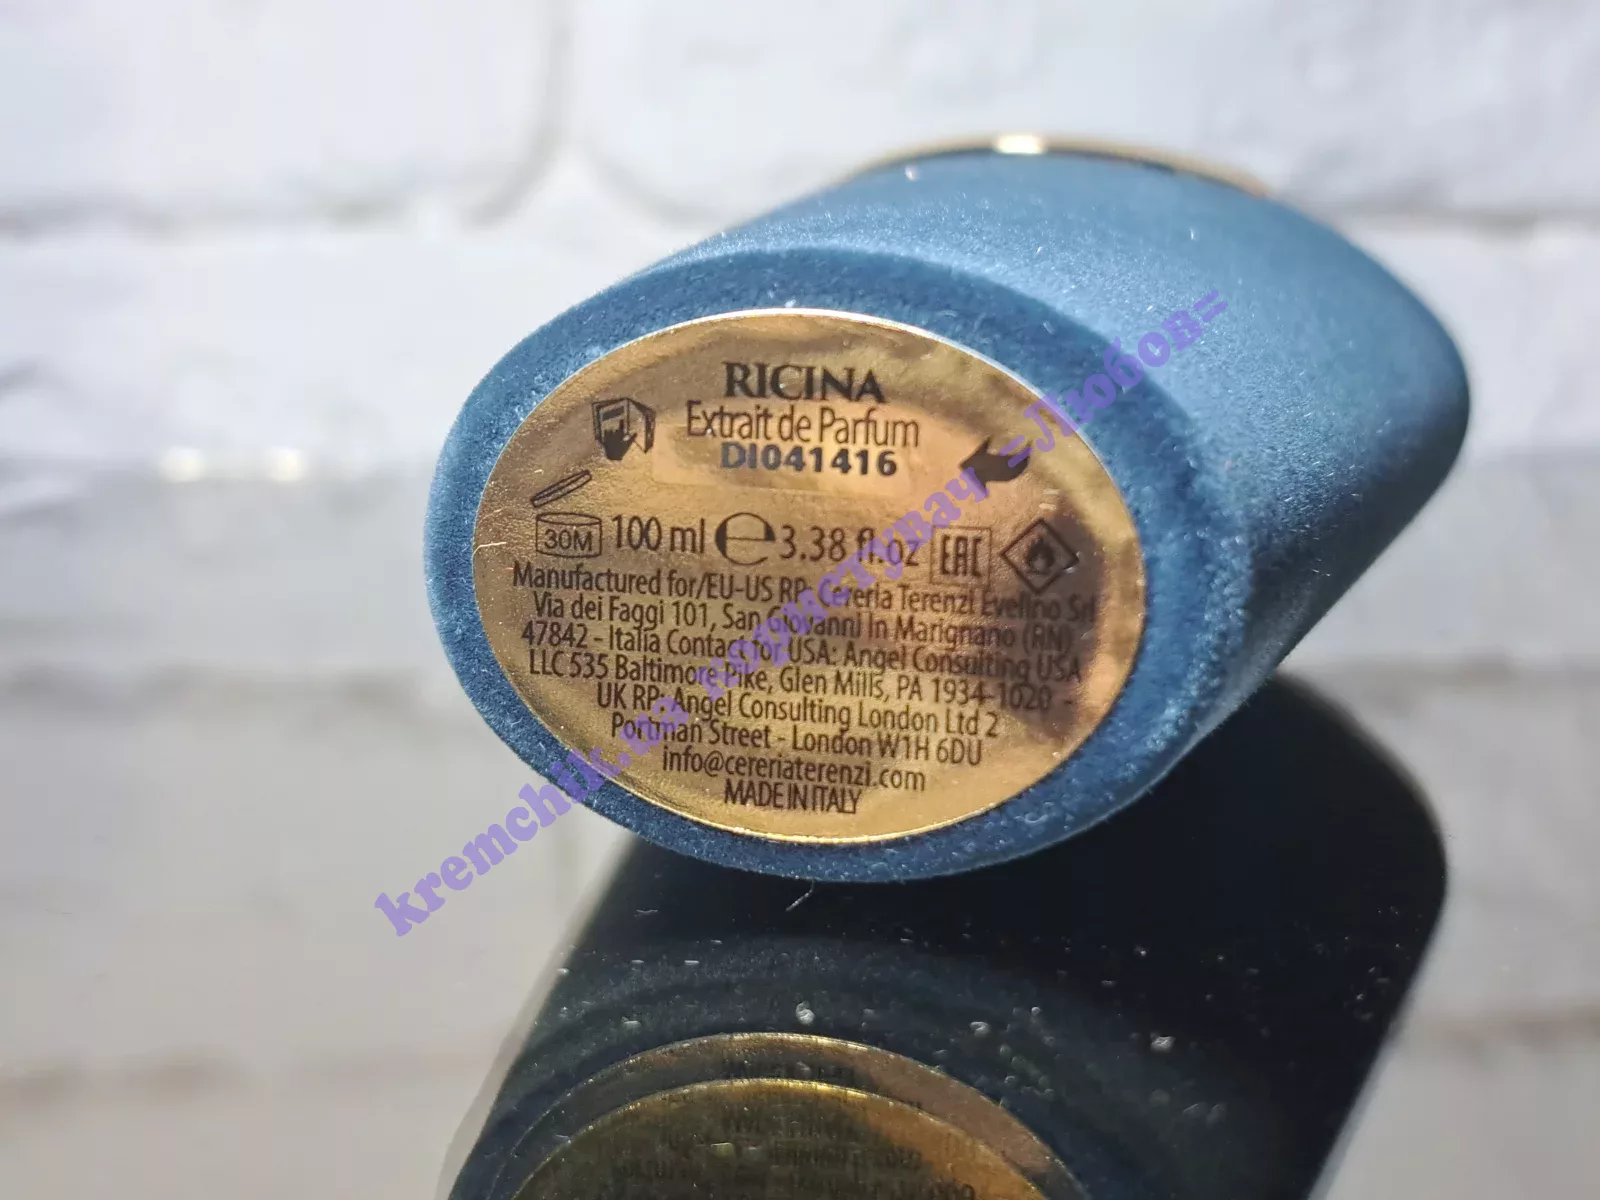 RICINA
Extrait de Parfum
DI041416
30M 100 ml e 3.38 fl.oz EAC
Manufactured for/EU-US RP: Cereria Terenzi Evelino Srl
Via dei Faggi 101, San Giovanni In Marignano (RN)
47842 - Italia Contact for USA: Angel Consulting USA
LLC 535 Baltimore Pike, Glen Mills, PA 1934-1020 -
UK RP: Angel Consulting London Ltd 2
Portman Street - London W1H 6DU
info@cereriaterenzi.com
MADE IN ITALY
kremchik.ua користувач =Любов=